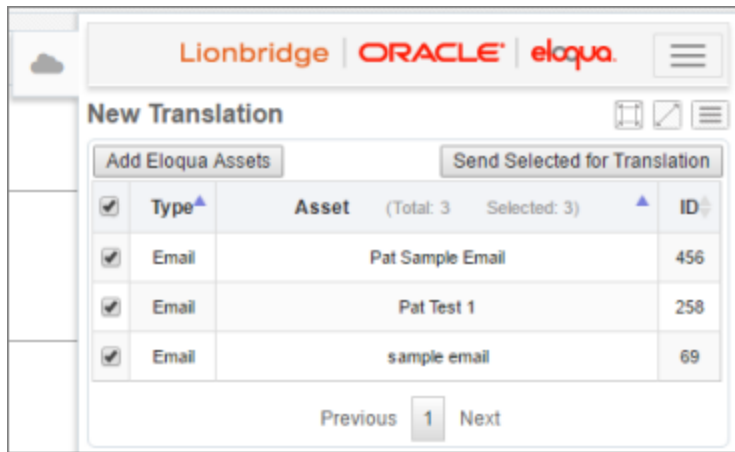 Lionbridge | ORACLE® | eloqua.
New Translation
Add Eloqua Assets Send Selected for Translation
Type Asset (Total: 3 Selected: 3) ID
Email Pat Sample Email 456
Email Pat Test 1 258
Email sample email 69
Previous 1 Next